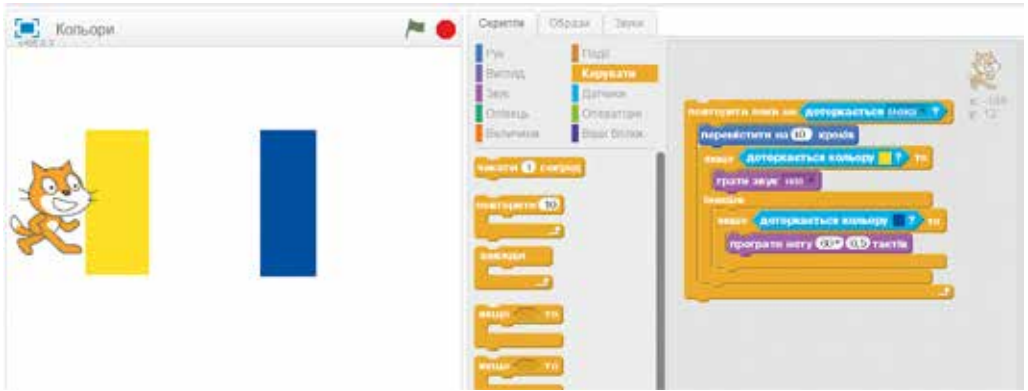 Кольори
Скрипти Образи Звуки
Рух Події
Вигляд Керувати
Звук Датчики
Олівець Оператори
Величини Інші блоки
чекати 1 секунд
повторити 10
завжди
якщо то
якщо то
повторити поки не доторкається межа ?
перемістити на 10 кроків
якщо доторкається кольору ? то
грати звук
інакше
якщо доторкається кольору ? то
програти ноту 60 0.5 тактів